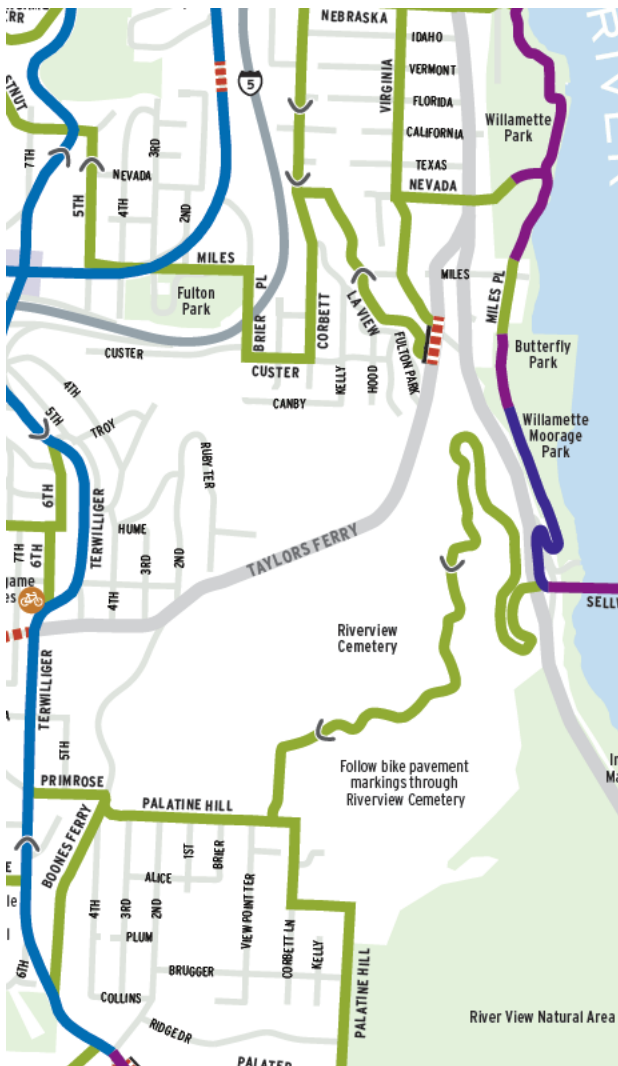 NEBRASKA
IDAHO
VERMONT
FLORIDA
CALIFORNIA
TEXAS
NEVADA
VIRGINIA
RIVER
Willamette
Park
5
7TH
5TH
NEVADA
4TH
3RD
2ND
MILES
Fulton
Park
BRIER PL
CORBETT
CUSTER
LA VIEW
MILES
MILES PL
FULTON PARK
CUSTER
KELLY
HOOD
CANBY
Butterfly
Park
Willamette
Moorage
Park
4TH
5TH
TROY
RUBY TER
6TH
TERWILLIGER
HUME
3RD
2ND
7TH
6TH
4TH
TAYLORS FERRY
Riverview
Cemetery
TERWILLIGER
5TH
PRIMROSE
PALATINE HILL
Follow bike pavement
markings through
Riverview Cemetery
BOONES FERRY
1ST
BRIER
ALICE
4TH
3RD
2ND
VIEWPOINT TER
CORBETT LN
KELLY
PLUM
BRUGGER
PALATINE HILL
6TH
COLLINS
RIDGE DR
River View Natural Area